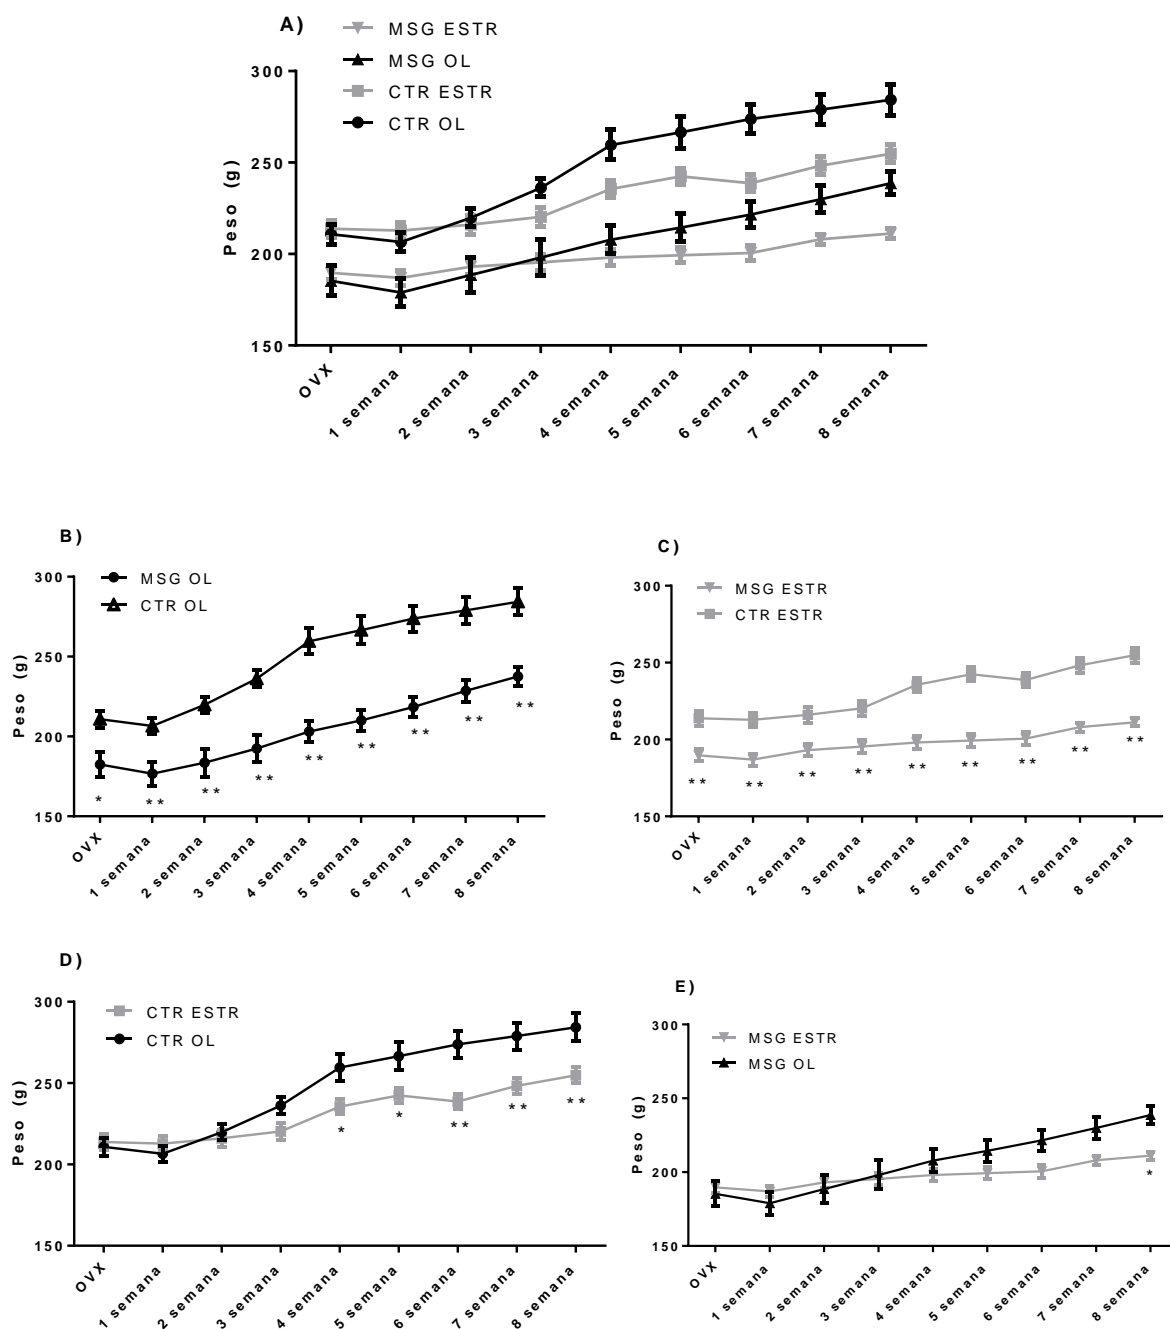 A)
MSG ESTR
MSG OL
CTR ESTR
CTR OL
300
250
200
150
Peso (g)
OVX
1 semana
2 semana
3 semana
4 semana
5 semana
6 semana
7 semana
8 semana
B)
MSG OL
CTR OL
300
250
200
150
Peso (g)
* ** ** ** ** ** ** ** **
OVX
1 semana
2 semana
3 semana
4 semana
5 semana
6 semana
7 semana
8 semana
C)
MSG ESTR
CTR ESTR
300
250
200
150
Peso (g)
** ** ** ** ** ** ** ** **
OVX
1 semana
2 semana
3 semana
4 semana
5 semana
6 semana
7 semana
8 semana
D)
CTR ESTR
CTR OL
300
250
200
150
Peso (g)
* * ** ** **
OVX
1 semana
2 semana
3 semana
4 semana
5 semana
6 semana
7 semana
8 semana
E)
MSG ESTR
MSG OL
300
250
200
150
Peso (g)
*
OVX
1 semana
2 semana
3 semana
4 semana
5 semana
6 semana
7 semana
8 semana